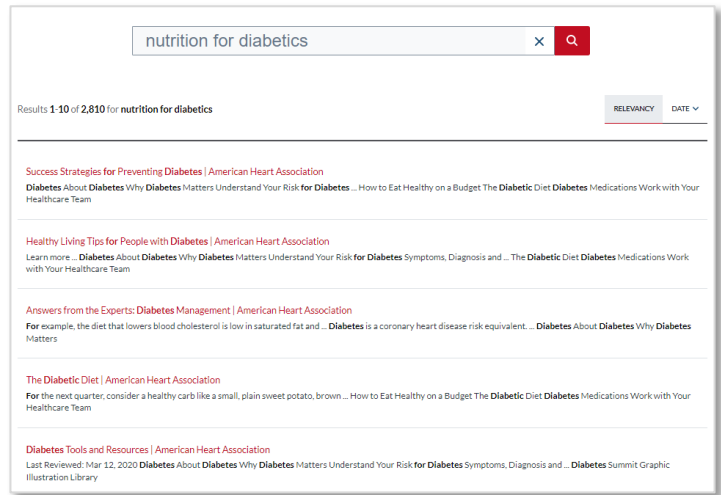 nutrition for diabetics ×
Results 1-10 of 2,810 for nutrition for diabetics RELEVANCY DATE
Success Strategies for Preventing Diabetes | American Heart Association
Diabetes About Diabetes Why Diabetes Matters Understand Your Risk for Diabetes ... How to Eat Healthy on a Budget The Diabetic Diet Diabetes Medications Work with Your
Healthcare Team
Healthy Living Tips for People with Diabetes | American Heart Association
Learn more ... Diabetes About Diabetes Why Diabetes Matters Understand Your Risk for Diabetes Symptoms, Diagnosis and ... The Diabetic Diet Diabetes Medications Work
with Your Healthcare Team
Answers from the Experts: Diabetes Management | American Heart Association
For example, the diet that lowers blood cholesterol is low in saturated fat and ... Diabetes is a coronary heart disease risk equivalent. ... Diabetes About Diabetes Why Diabetes
Matters
The Diabetic Diet | American Heart Association
For the next quarter, consider a healthy carb like a small, plain sweet potato, brown ... How to Eat Healthy on a Budget The Diabetic Diet Diabetes Medications Work with Your
Healthcare Team
Diabetes Tools and Resources | American Heart Association
Last Reviewed: Mar 12, 2020 Diabetes About Diabetes Why Diabetes Matters Understand Your Risk for Diabetes Symptoms, Diagnosis and ... Diabetes Summit Graphic
Illustration Library